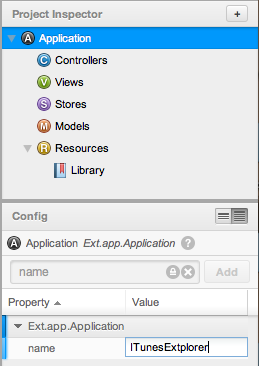 Project Inspector +
A Application
C Controllers
V Views
S Stores
M Models
R Resources
Library
Config
A Application Ext.app.Application ?
name Add
Property Value
Ext.app.Application
name ITunesExtplorer